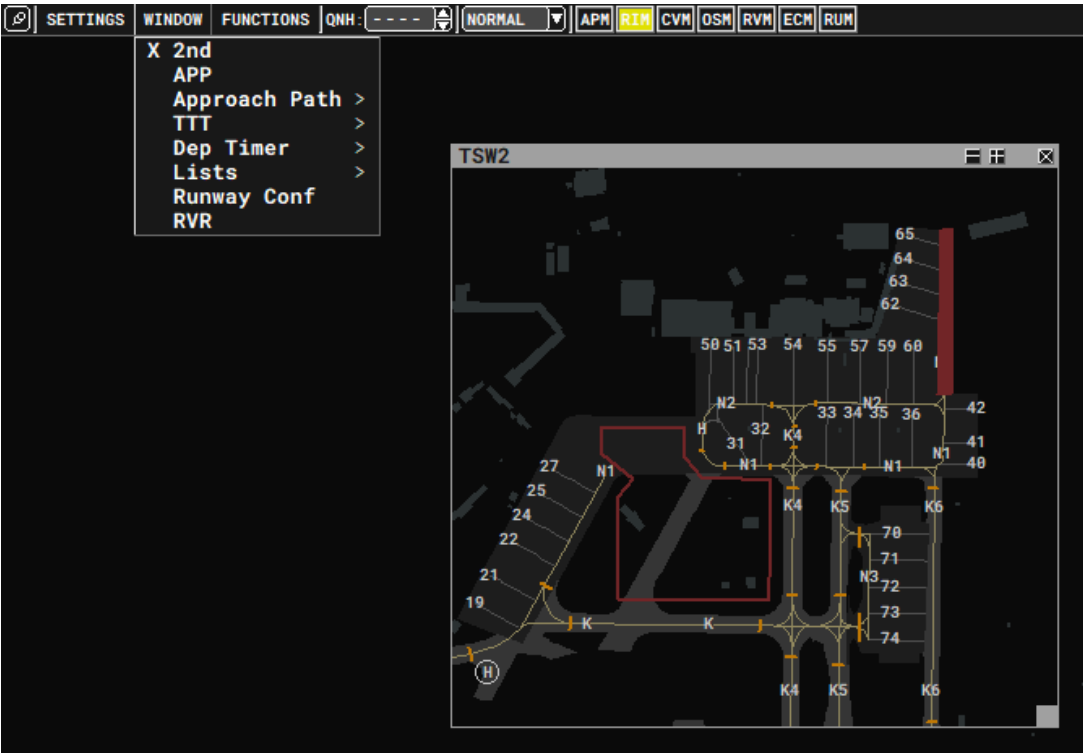 SETTINGS WINDOW FUNCTIONS QNH: ---- NORMAL APM RIM CVM OSM RVM ECM RUM
X 2nd
APP
Approach Path >
TTT >
Dep Timer >
Lists >
Runway Conf
RVR
TSW2
65
64
63
62
50 51 53 54 55 57 59 60
N2 N2 42
33 34 35 36
H 32 K4
31 41
N1 N1 N1 N1 40
27
25
24
22
21
19
K4 K5 K6
70
71
N3 72
73
74
K K
H
K4 K5 K6